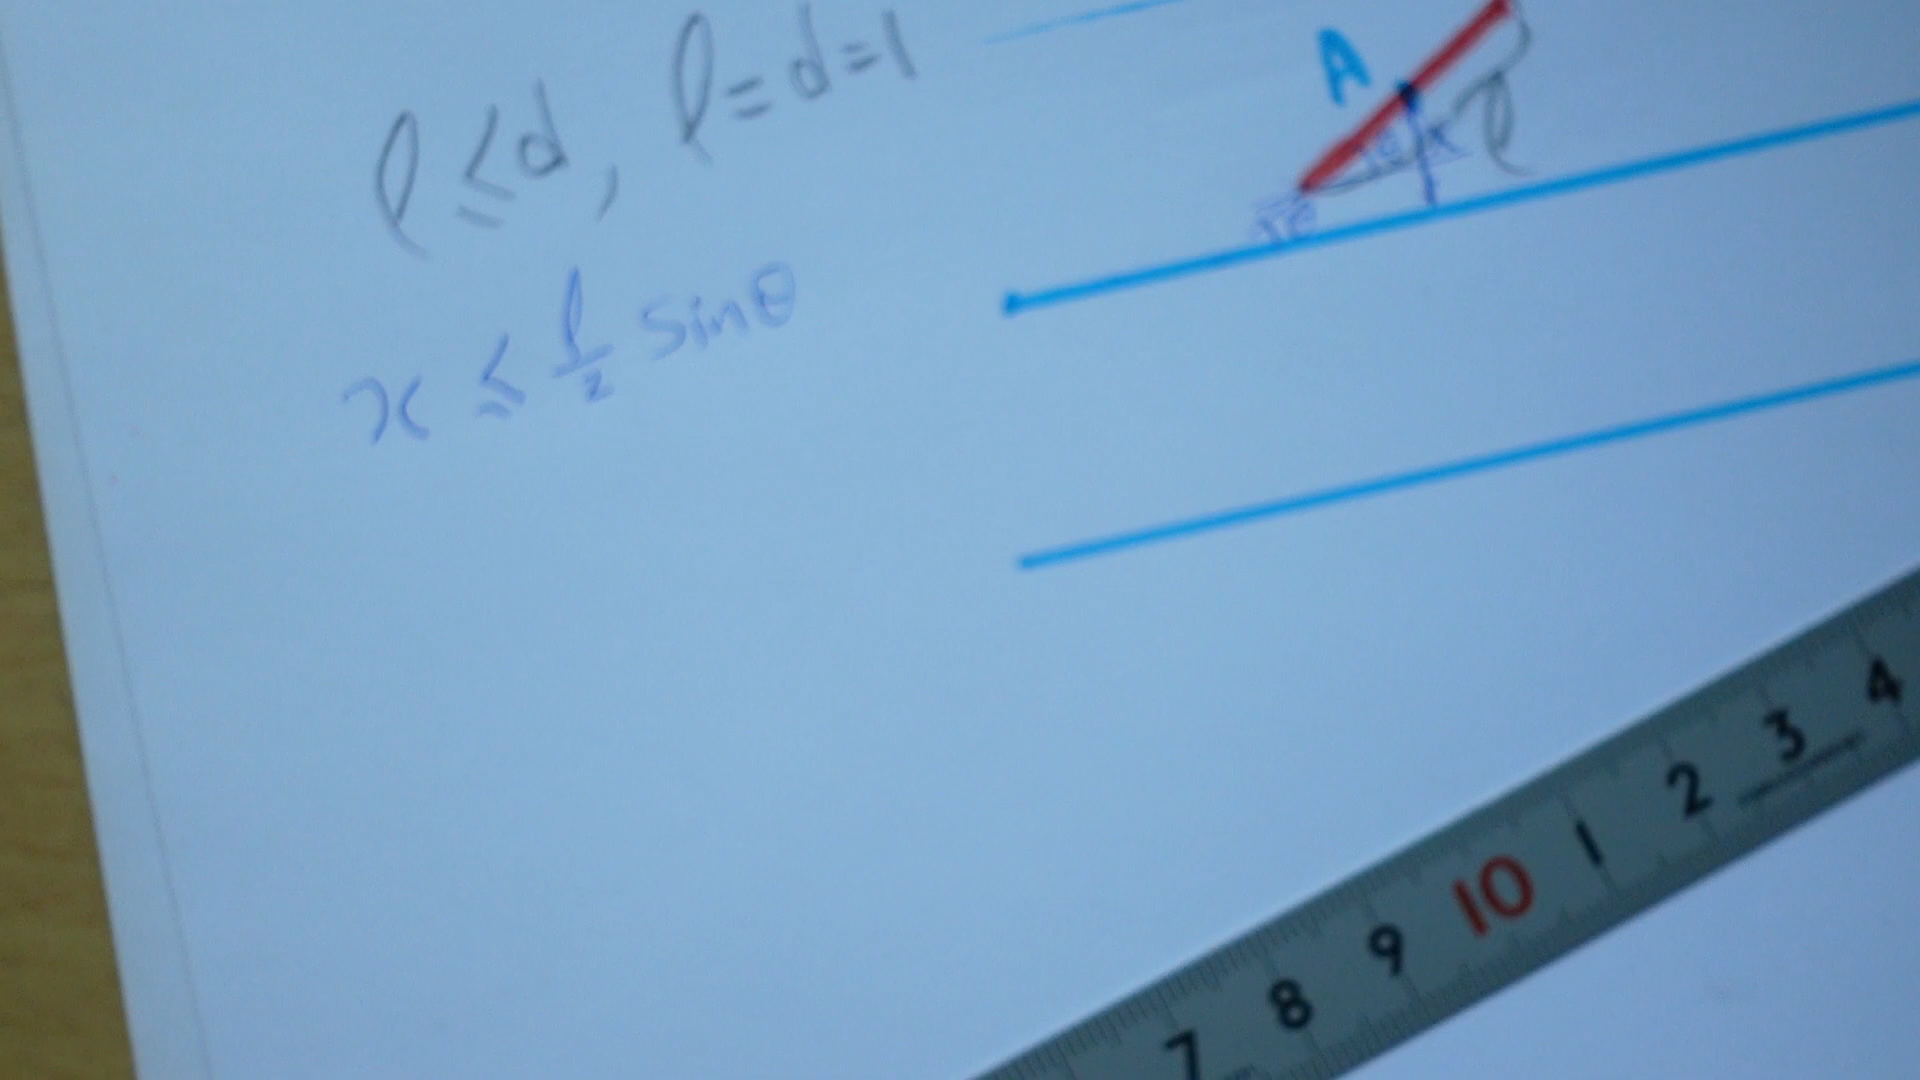 l ≤ d, l = d = 1
A
x
l
θ
x ≤ l/2 sinθ
7 8 9 10 1 2 3 4